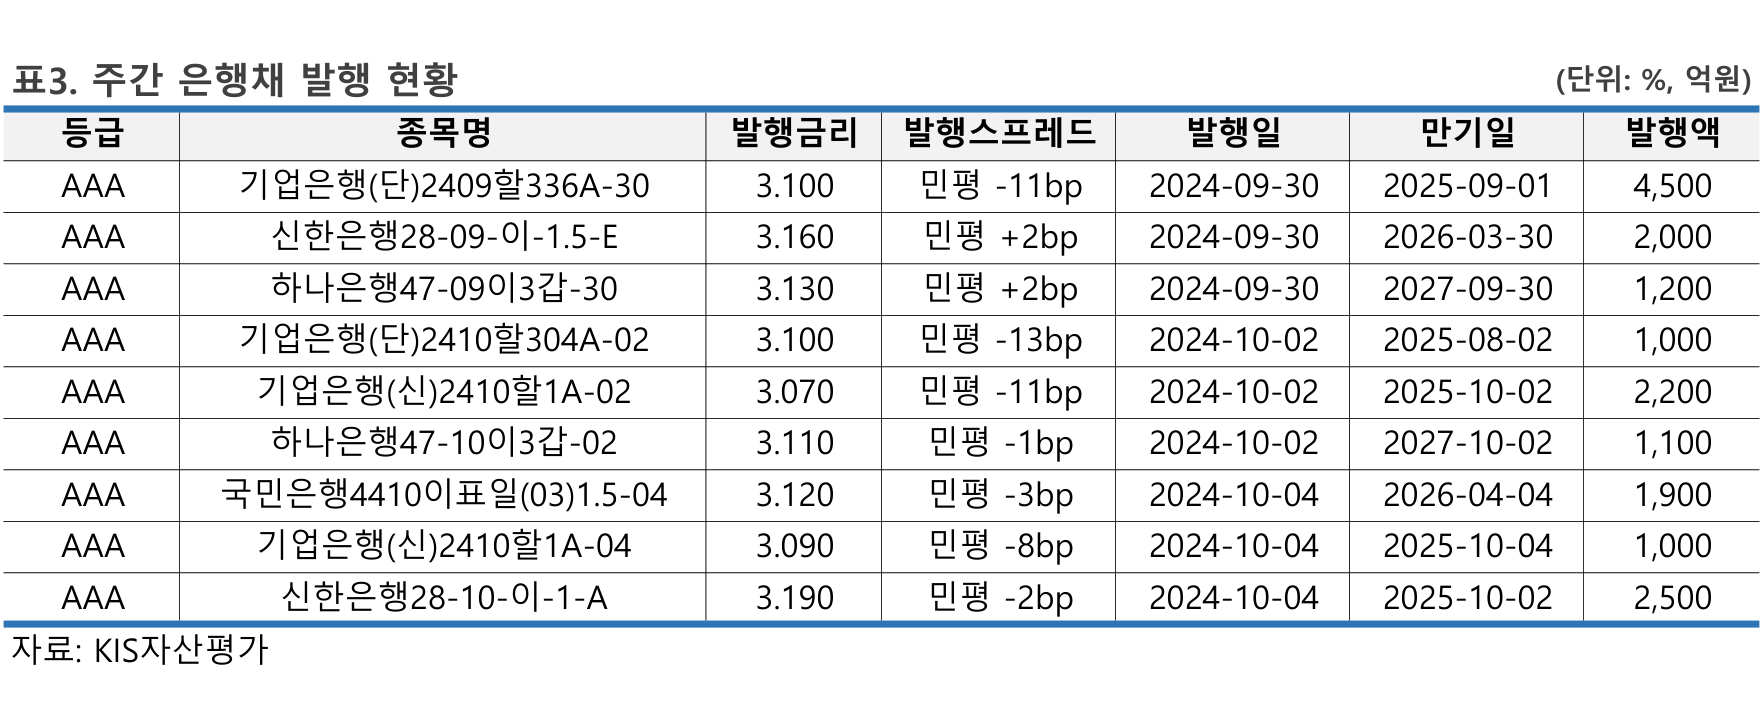 표3. 주간 은행채 발행 현황 (단위: %, 억원)
등급 종목명 발행금리 발행스프레드 발행일 만기일 발행액
AAA 기업은행(단)2409할336A-30 3.100 민평 -11bp 2024-09-30 2025-09-01 4,500
AAA 신한은행28-09-이-1.5-E 3.160 민평 +2bp 2024-09-30 2026-03-30 2,000
AAA 하나은행47-09이3갑-30 3.130 민평 +2bp 2024-09-30 2027-09-30 1,200
AAA 기업은행(단)2410할304A-02 3.100 민평 -13bp 2024-10-02 2025-08-02 1,000
AAA 기업은행(신)2410할1A-02 3.070 민평 -11bp 2024-10-02 2025-10-02 2,200
AAA 하나은행47-10이3갑-02 3.110 민평 -1bp 2024-10-02 2027-10-02 1,100
AAA 국민은행4410이표일(03)1.5-04 3.120 민평 -3bp 2024-10-04 2026-04-04 1,900
AAA 기업은행(신)2410할1A-04 3.090 민평 -8bp 2024-10-04 2025-10-04 1,000
AAA 신한은행28-10-이-1-A 3.190 민평 -2bp 2024-10-04 2025-10-02 2,500
자료: KIS자산평가